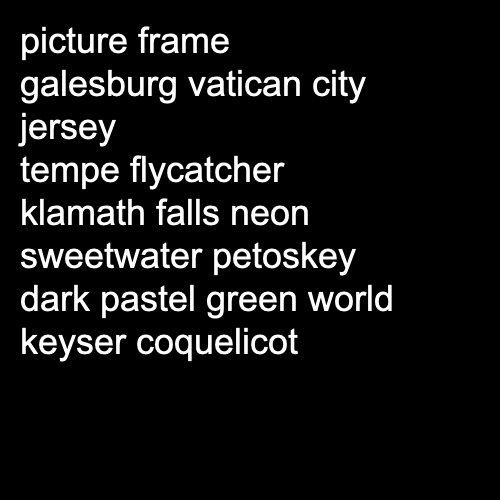 picture frame
galesburg vatican city
jersey
tempe flycatcher
klamath falls neon
sweetwater petoskey
dark pastel green world
keyser coquelicot